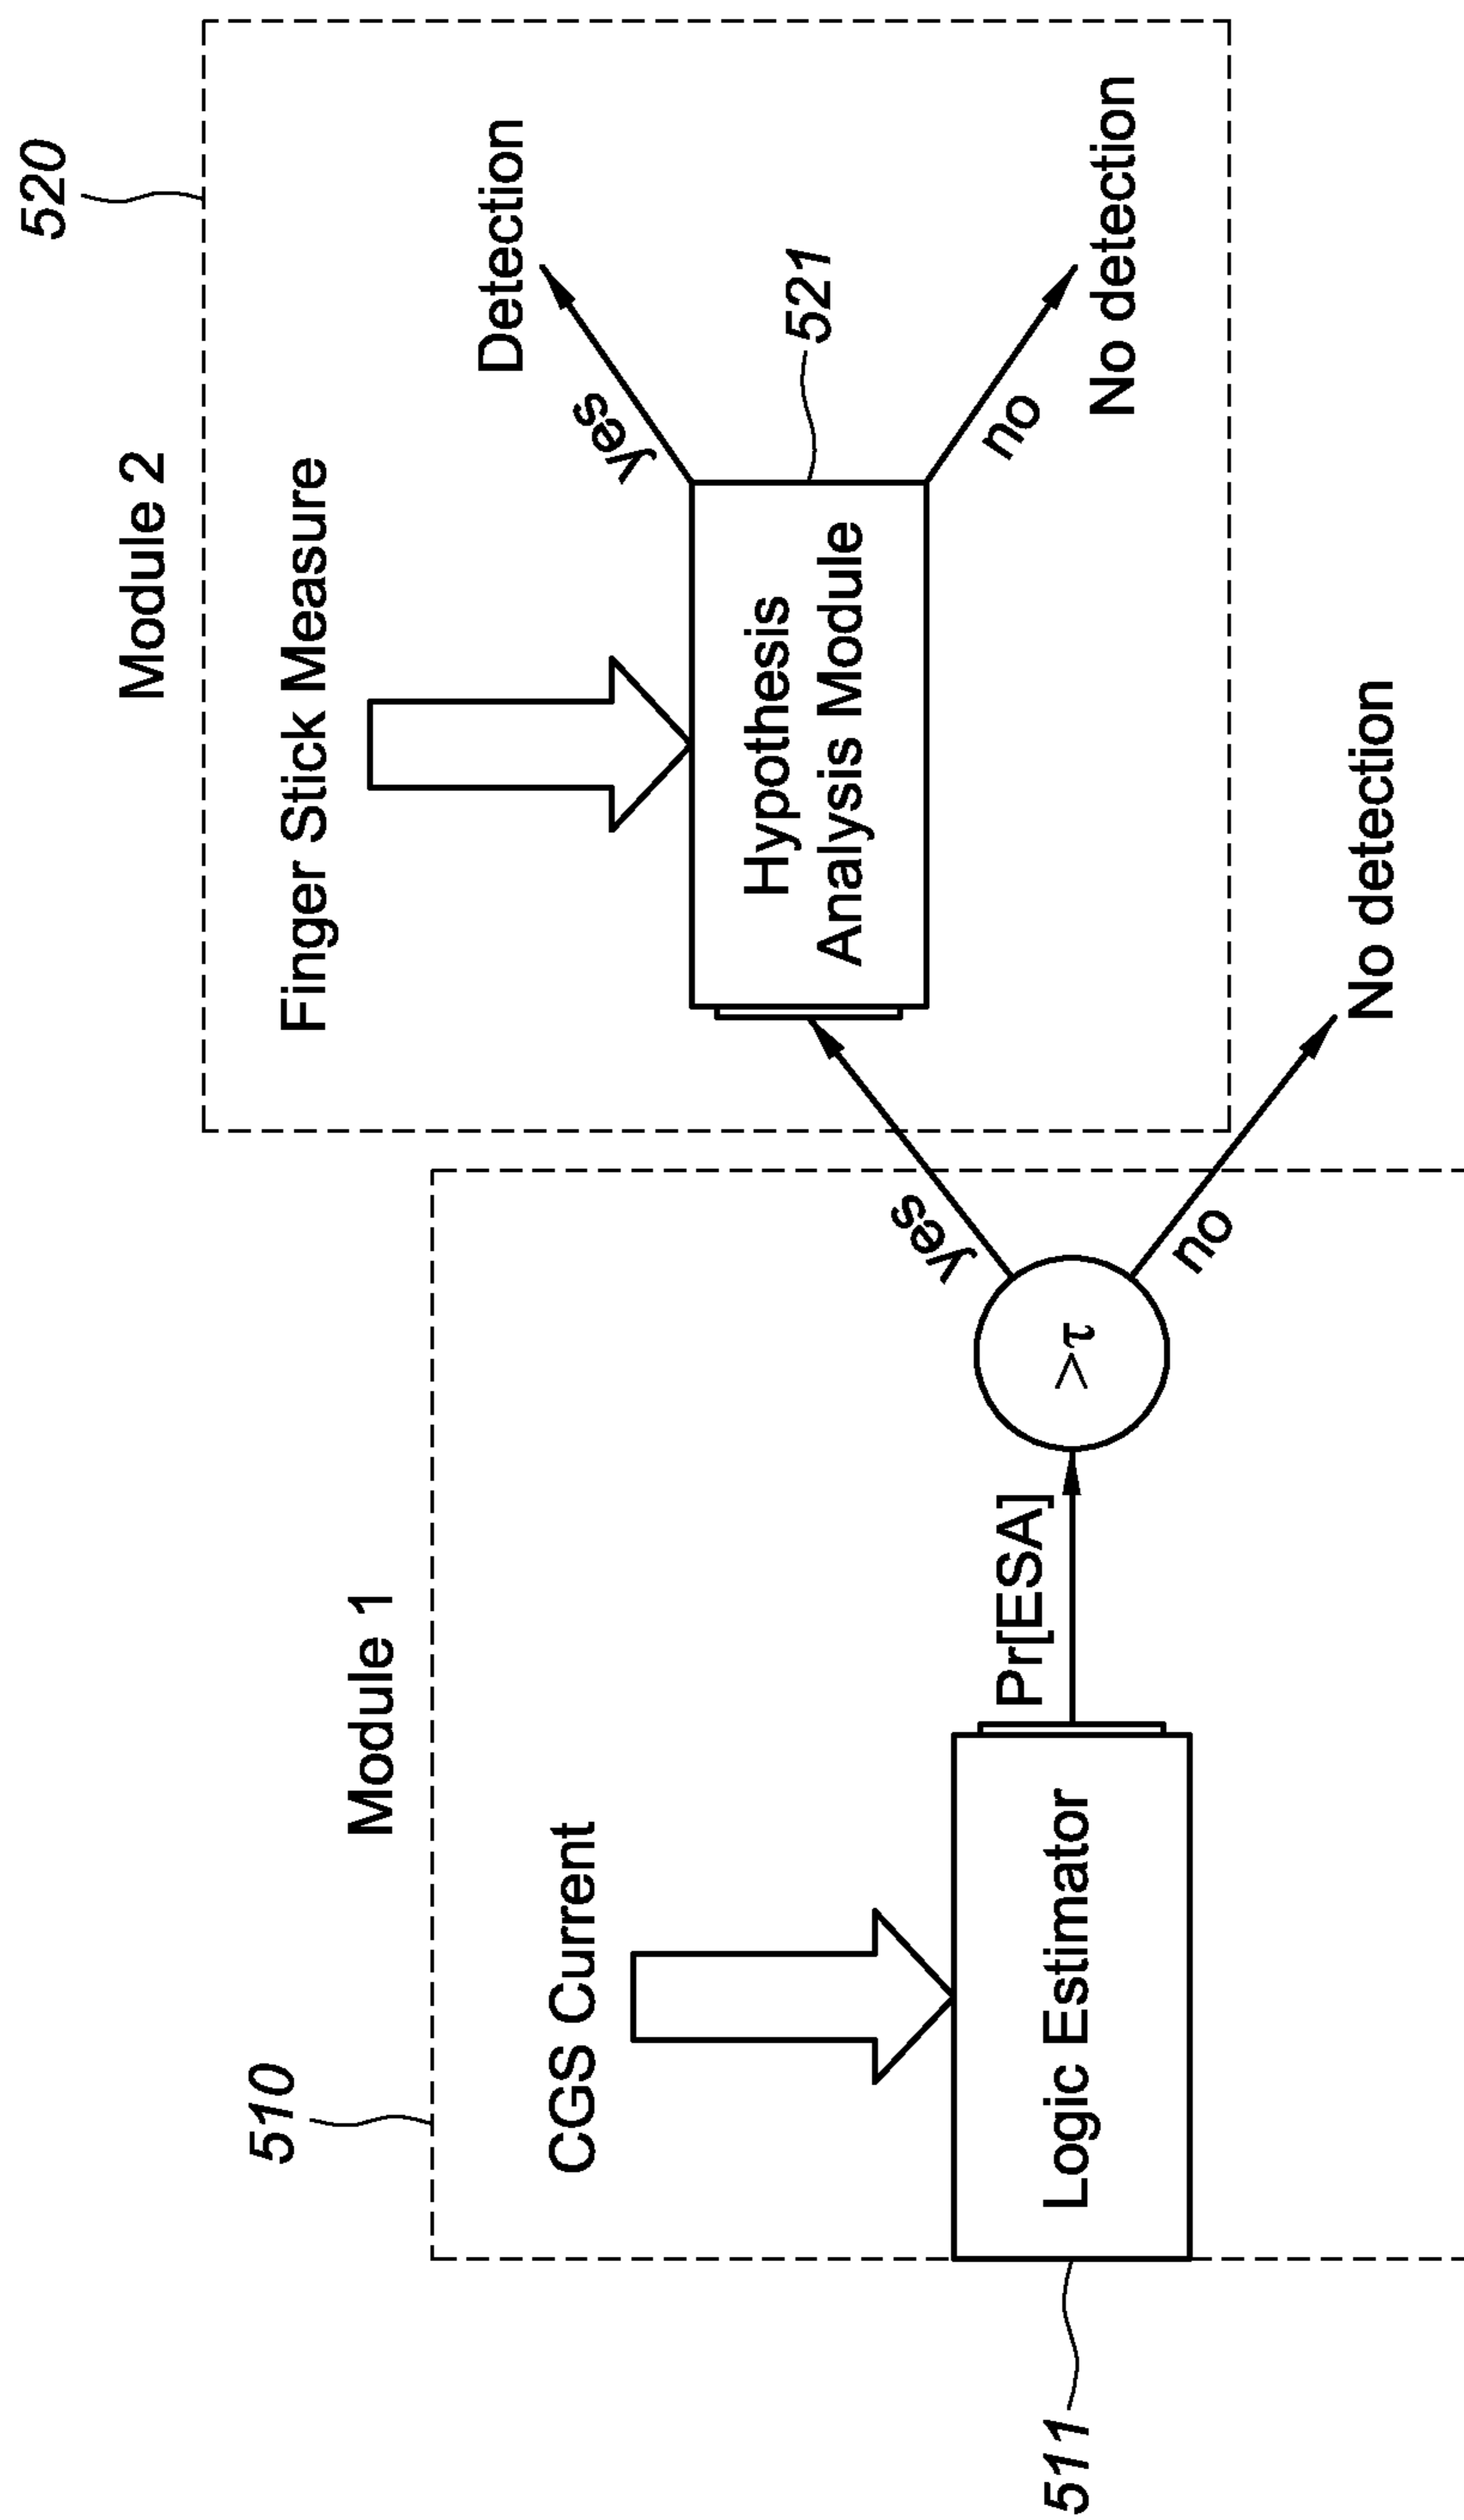 520
Module 2
Finger Stick Measure
Detection
yes
521
Hypothesis
Analysis Module
no
No detection
510
Module 1
CGS Current
Logic Estimator
511
Pr[ESA]
>τ
yes
no
No detection